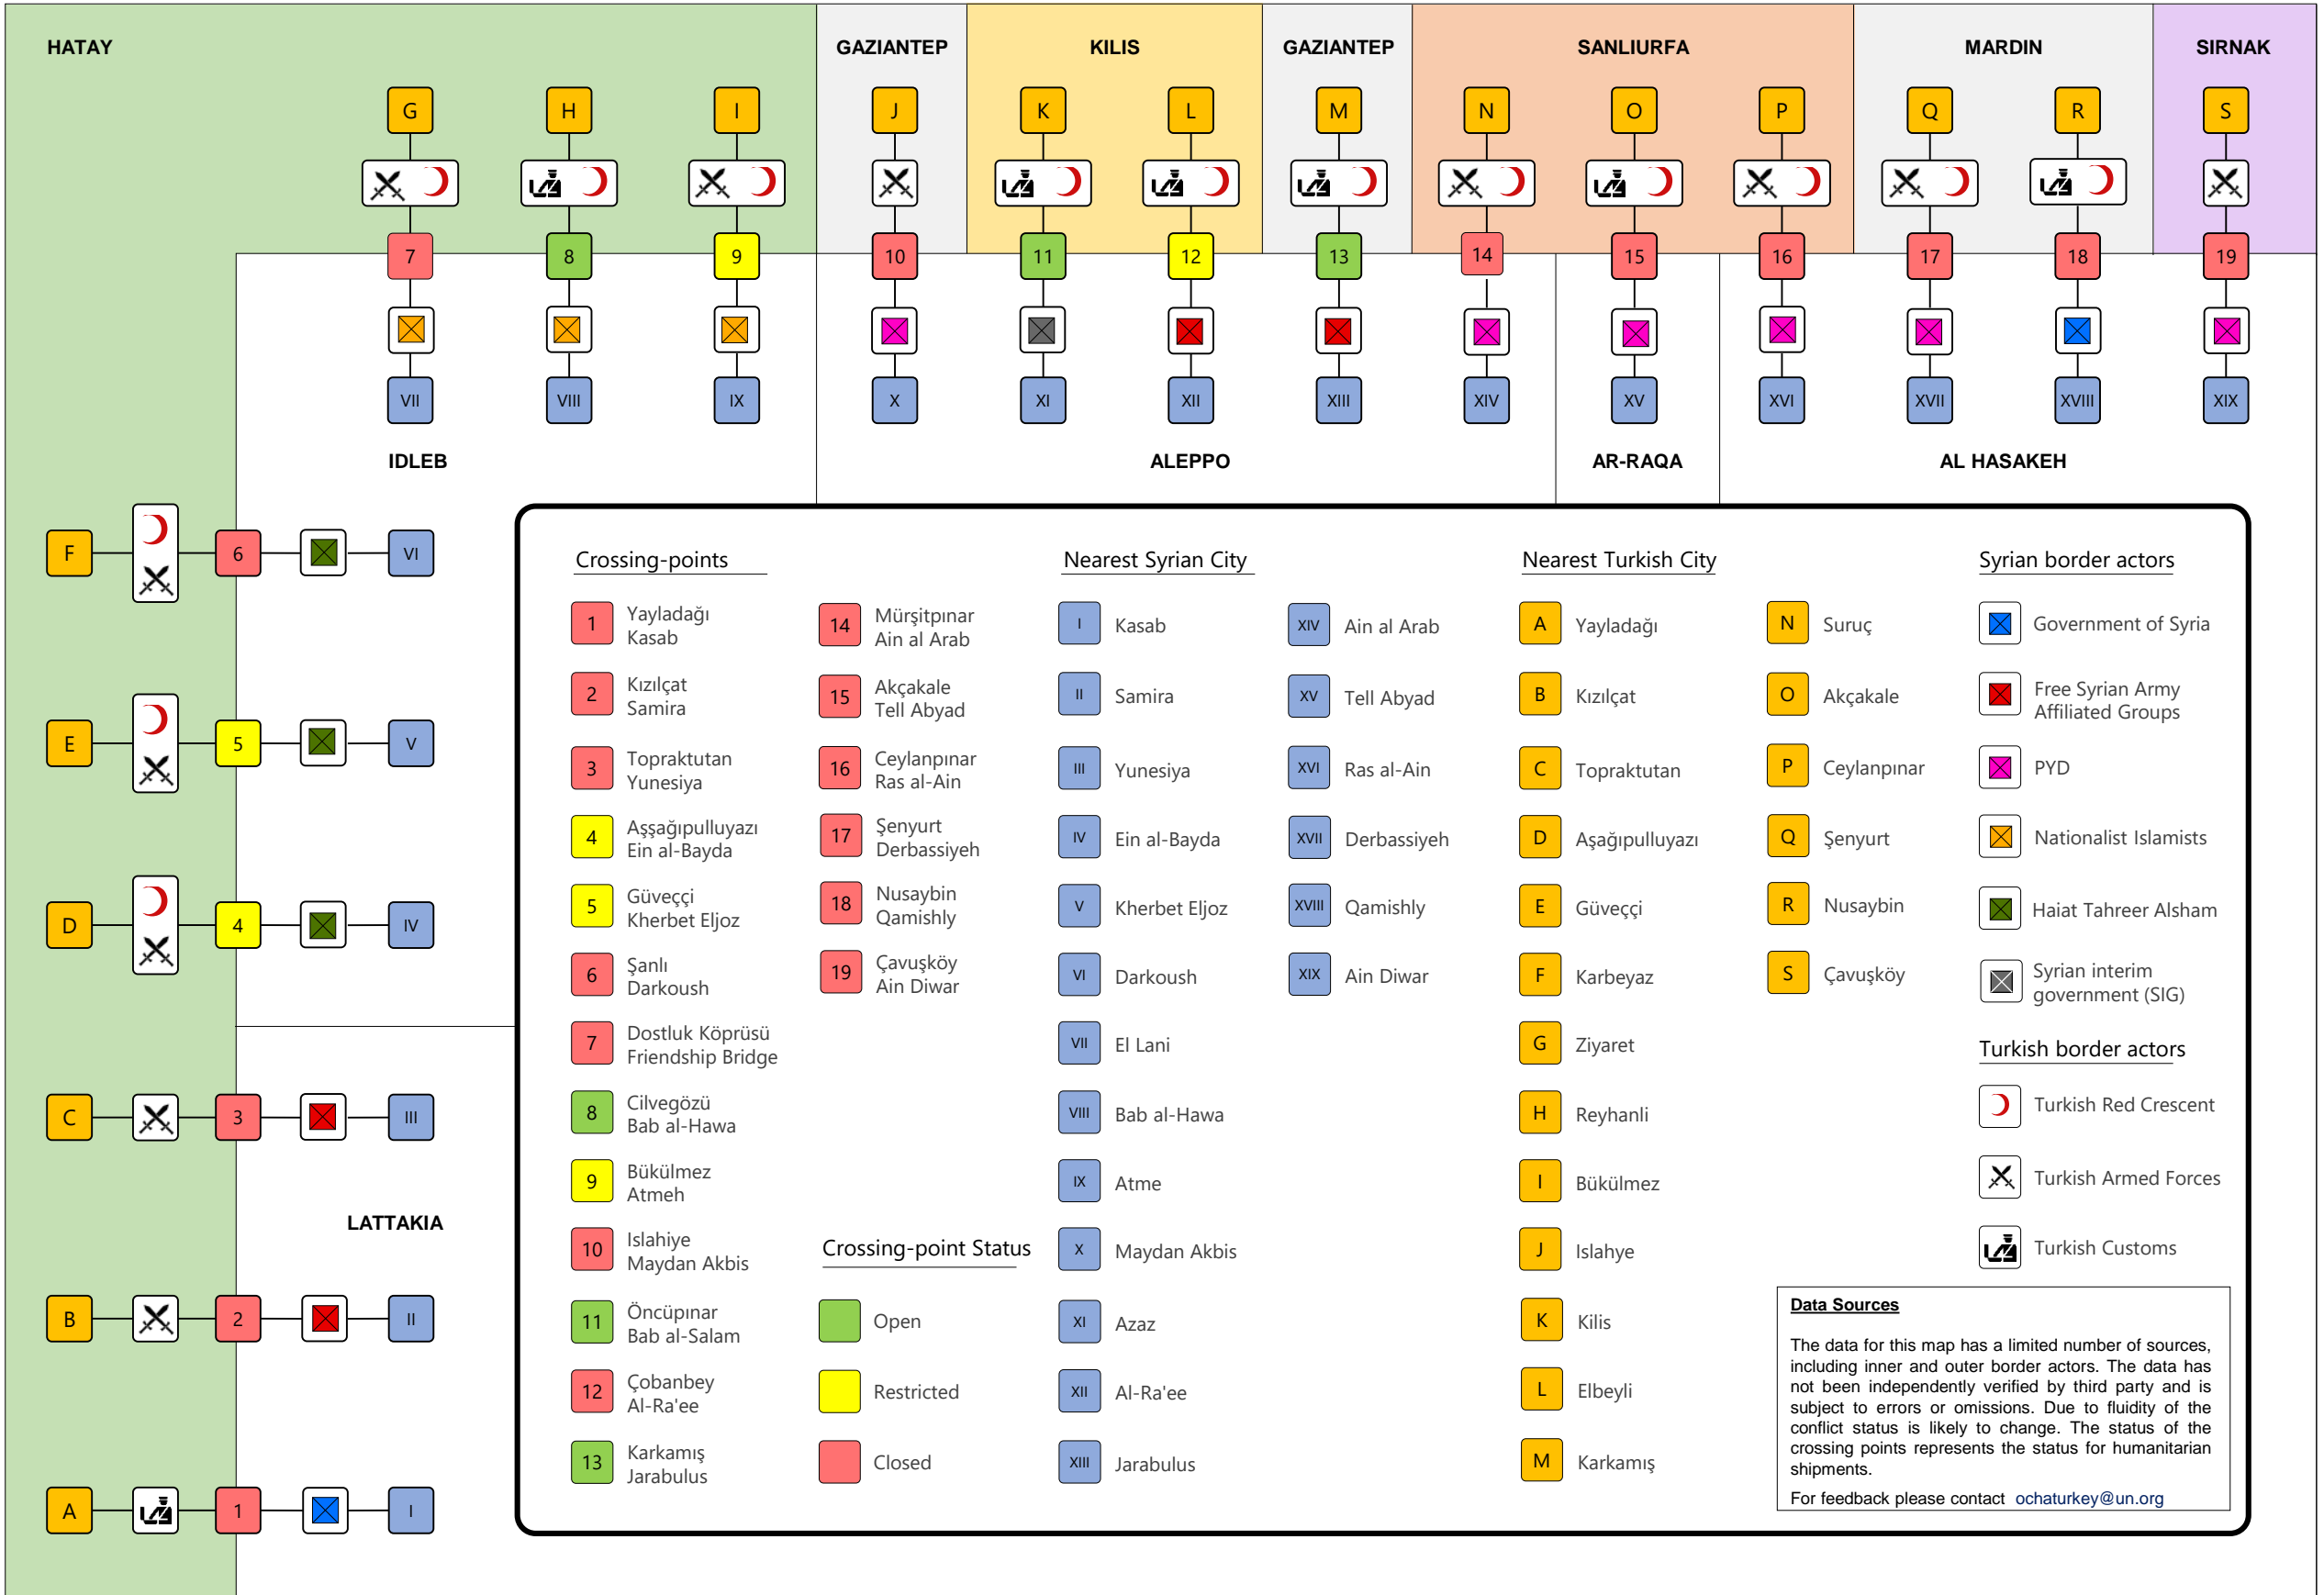 HATAY
GAZIANTEP
KILIS
GAZIANTEP
SANLIURFA
MARDIN
SIRNAK
G
H
I
J
K
L
M
N
O
P
Q
R
S
7
8
9
10
11
12
13
14
15
16
17
18
19
VII
VIII
IX
X
XI
XII
XIII
XIV
XV
XVI
XVII
XVIII
XIX
IDLEB
ALEPPO
AR-RAQA
AL HASAKEH
F
6
VI
E
5
V
D
4
IV
C
3
III
LATTAKIA
B
2
II
A
1
I
Crossing-points
1
Yayladağı
Kasab
2
Kızılçat
Samira
3
Topraktutan
Yunesiya
4
Aşşağıpulluyazı
Ein al-Bayda
5
Güveççi
Kherbet Eljoz
6
Şanlı
Darkoush
7
Dostluk Köprüsü
Friendship Bridge
8
Cilvegözü
Bab al-Hawa
9
Bükülmez
Atmeh
10
Islahiye
Maydan Akbis
11
Öncüpınar
Bab al-Salam
12
Çobanbey
Al-Ra'ee
13
Karkamış
Jarabulus
14
Mürşitpınar
Ain al Arab
15
Akçakale
Tell Abyad
16
Ceylanpınar
Ras al-Ain
17
Şenyurt
Derbassiyeh
18
Nusaybin
Qamishly
19
Çavuşköy
Ain Diwar
Crossing-point Status
Open
Restricted
Closed
Nearest Syrian City
I Kasab
II Samira
III Yunesiya
IV Ein al-Bayda
V Kherbet Eljoz
VI Darkoush
VII El Lani
VIII Bab al-Hawa
IX Atme
X Maydan Akbis
XI Azaz
XII Al-Ra'ee
XIII Jarabulus
XIV Ain al Arab
XV Tell Abyad
XVI Ras al-Ain
XVII Derbassiyeh
XVIII Qamishly
XIX Ain Diwar
Nearest Turkish City
A Yayladağı
B Kızılçat
C Topraktutan
D Aşağıpulluyazı
E Güveççi
F Karbeyaz
G Ziyaret
H Reyhanli
I Bükülmez
J Islahye
K Kilis
L Elbeyli
M Karkamış
N Suruç
O Akçakale
P Ceylanpınar
Q Şenyurt
R Nusaybin
S Çavuşköy
Syrian border actors
Government of Syria
Free Syrian Army
Affiliated Groups
PYD
Nationalist Islamists
Haiat Tahreer Alsham
Syrian interim
government (SIG)
Turkish border actors
Turkish Red Crescent
Turkish Armed Forces
Turkish Customs
Data Sources
The data for this map has a limited number of sources,
including inner and outer border actors. The data has
not been independently verified by third party and is
subject to errors or omissions. Due to fluidity of the
conflict status is likely to change. The status of the
crossing points represents the status for humanitarian
shipments.
For feedback please contact ochaturkey@un.org